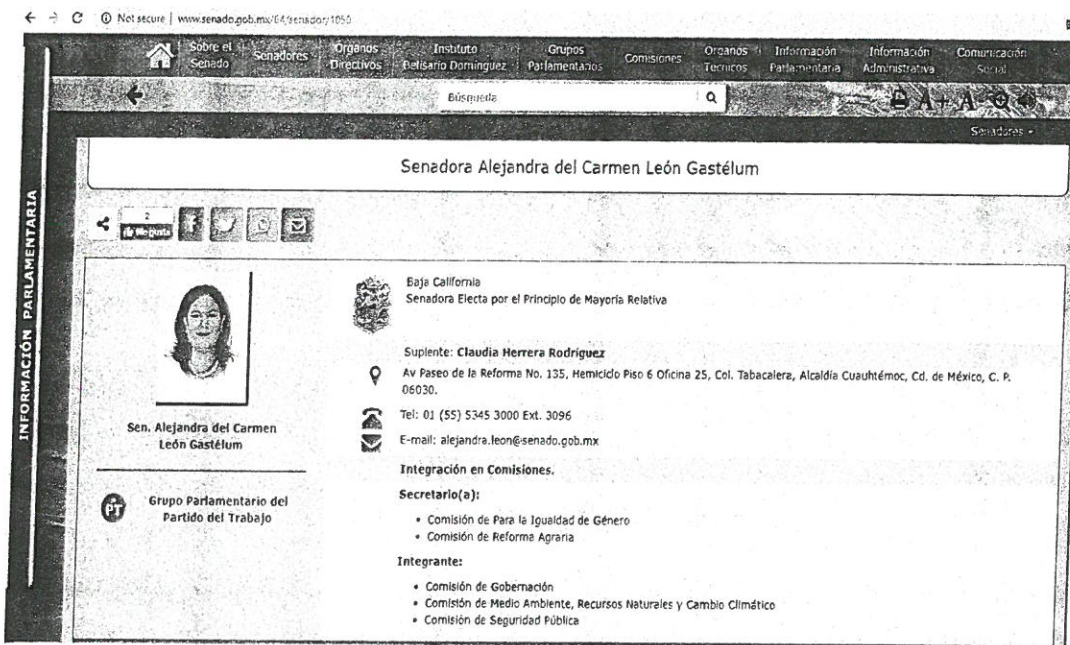 Not secure | www.senado.gob.mx/64/senador/1050
Sobre el Senado
Senadores
Órganos Directivos
Instituto Belisario Domínguez
Grupos Parlamentarios
Comisiones
Órganos Técnicos
Información Parlamentaria
Información Administrativa
Comunicación Social
Búsqueda
A+ A
Senadores
INFORMACIÓN PARLAMENTARIA
Senadora Alejandra del Carmen León Gastélum
2
Me gusta
Baja California
Senadora Electa por el Principio de Mayoría Relativa
Suplente: Claudia Herrera Rodríguez
Av Paseo de la Reforma No. 135, Hemiciclo Piso 6 Oficina 25, Col. Tabacalera, Alcaldía Cuauhtémoc, Cd. de México, C. P.
06030.
Tel: 01 (55) 5345 3000 Ext. 3096
E-mail: alejandra.leon@senado.gob.mx
Sen. Alejandra del Carmen
León Gastélum
PT
Grupo Parlamentario del
Partido del Trabajo
Integración en Comisiones.
Secretario(a):
• Comisión de Para la Igualdad de Género
• Comisión de Reforma Agraria
Integrante:
• Comisión de Gobernación
• Comisión de Medio Ambiente, Recursos Naturales y Cambio Climático
• Comisión de Seguridad Pública